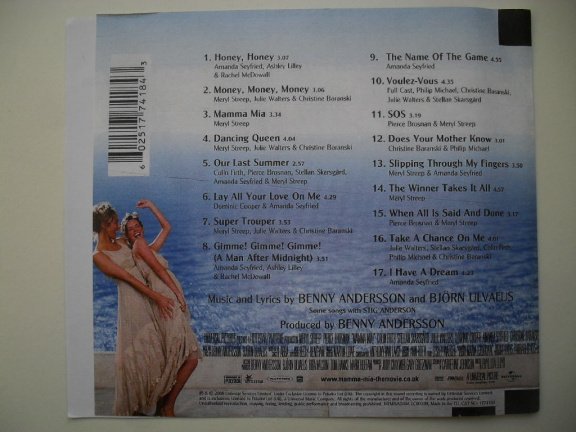 1. Honey, Honey 3.07
Amanda Seyfried, Ashley Lilley
& Rachel McDowall
2. Money, Money, Money 3.06
Meryl Streep, Julie Walters & Christine Baranski
3. Mamma Mia 3.34
Meryl Streep
4. Dancing Queen 4.04
Meryl Streep, Julie Walters & Christine Baranski
5. Our Last Summer 2.57
Colin Firth, Pierce Brosnan, Stellan Skarsgård,
Amanda Seyfried & Meryl Streep
6. Lay All Your Love On Me 4.29
Dominic Cooper & Amanda Seyfried
7. Super Trouper 3.53
Meryl Streep, Julie Walters & Christine Baranski
8. Gimme! Gimme! Gimme!
(A Man After Midnight) 3.51
Amanda Seyfried, Ashley Lilley
& Rachel McDowall
9. The Name Of The Game 4.55
Amanda Seyfried
10. Voulez-Vous 4.35
Full Cast, Philip Michael, Christine Baranski,
Julie Walters & Stellan Skarsgård
11. SOS 3.19
Pierce Brosnan & Meryl Streep
12. Does Your Mother Know 3.01
Christine Baranski & Philip Michael
13. Slipping Through My Fingers 3.50
Meryl Streep & Amanda Seyfried
14. The Winner Takes It All 4.57
Meryl Streep
15. When All Is Said And Done 3.17
Pierce Brosnan & Meryl Streep
16. Take A Chance On Me 4.01
Julie Walters, Stellan Skarsgård, Colin Firth,
Philip Michael & Christine Baranski
17. I Have A Dream 4.23
Amanda Seyfried
6 02517 74184 3
Music and Lyrics by BENNY ANDERSSON and BJÖRN ULVAEUS
Some songs with STIG ANDERSON
Produced by BENNY ANDERSSON
www.mamma-mia-themovie.co.uk